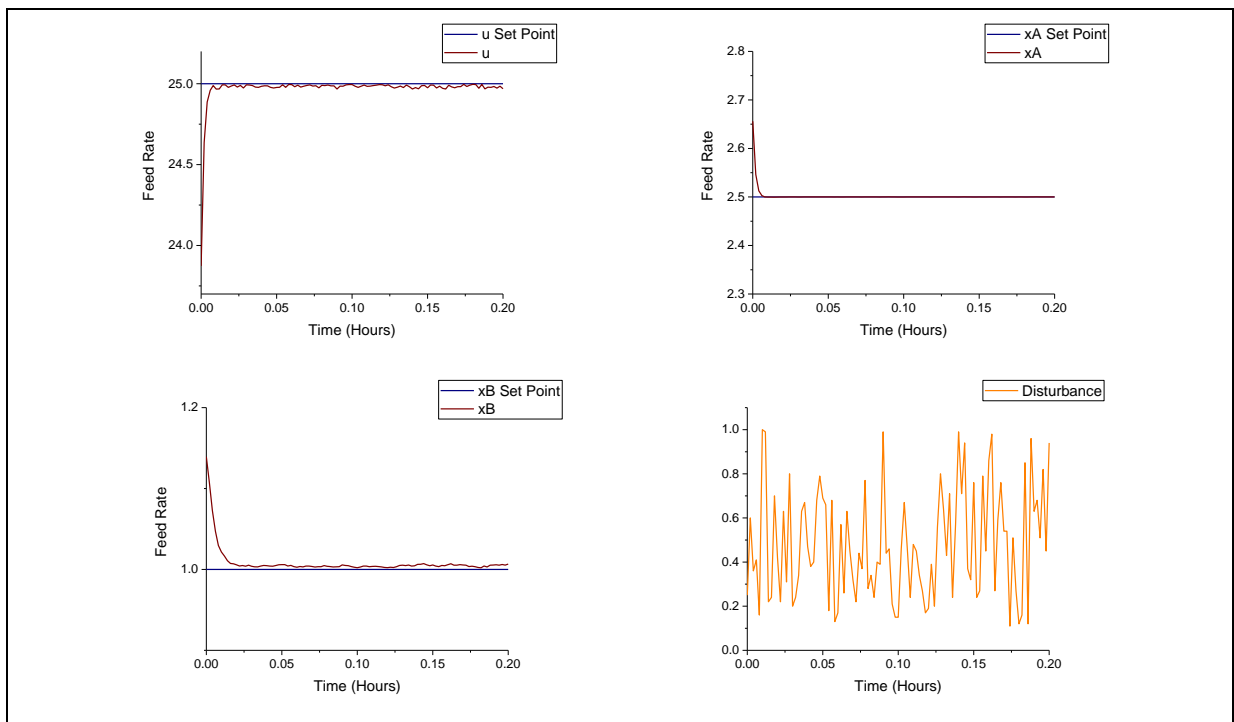 u Set Point
u
25.0
24.5
24.0
Feed Rate
0.00 0.05 0.10 0.15 0.20
Time (Hours)
xA Set Point
xA
2.8
2.7
2.6
2.5
2.4
2.3
Feed Rate
0.00 0.05 0.10 0.15 0.20
Time (Hours)
xB Set Point
xB
1.2
1.0
Feed Rate
0.00 0.05 0.10 0.15 0.20
Time (Hours)
Disturbance
1.0
0.8
0.6
0.4
0.2
0.0
0.00 0.05 0.10 0.15 0.20
Time (Hours)